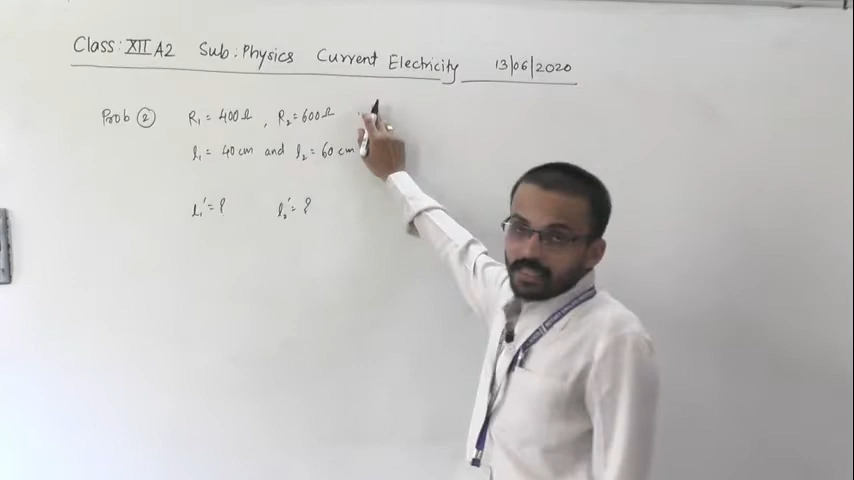 Class: XII A2 Sub: Physics Current Electricity 13/06/2020
Prob ② R₁ = 400Ω , R₂ = 600Ω
l₁ = 40 cm and l₂ = 60 cm
l₁' = ? l₂' = ?